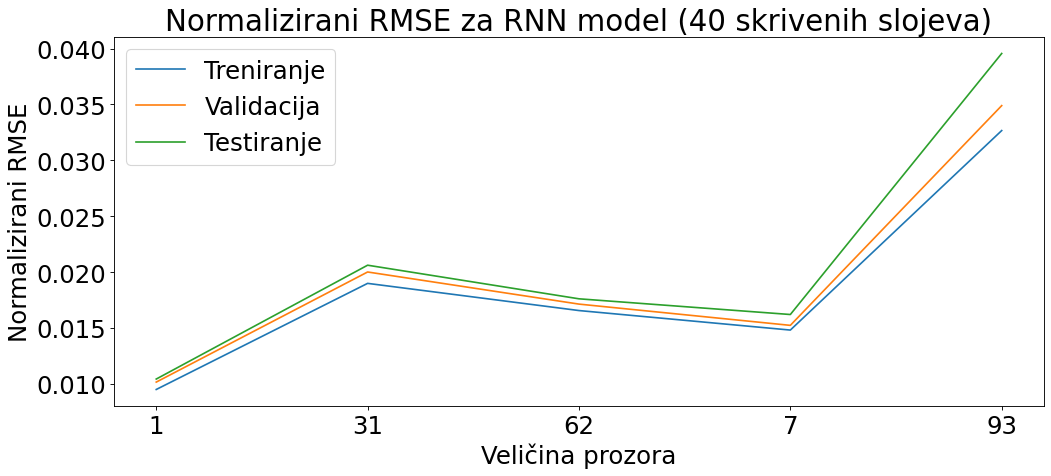 Normalizirani RMSE za RNN model (40 skrivenih slojeva)
Normalizirani RMSE
0.040
0.035
0.030
0.025
0.020
0.015
0.010
Treniranje
Validacija
Testiranje
1 31 62 7 93
Veličina prozora